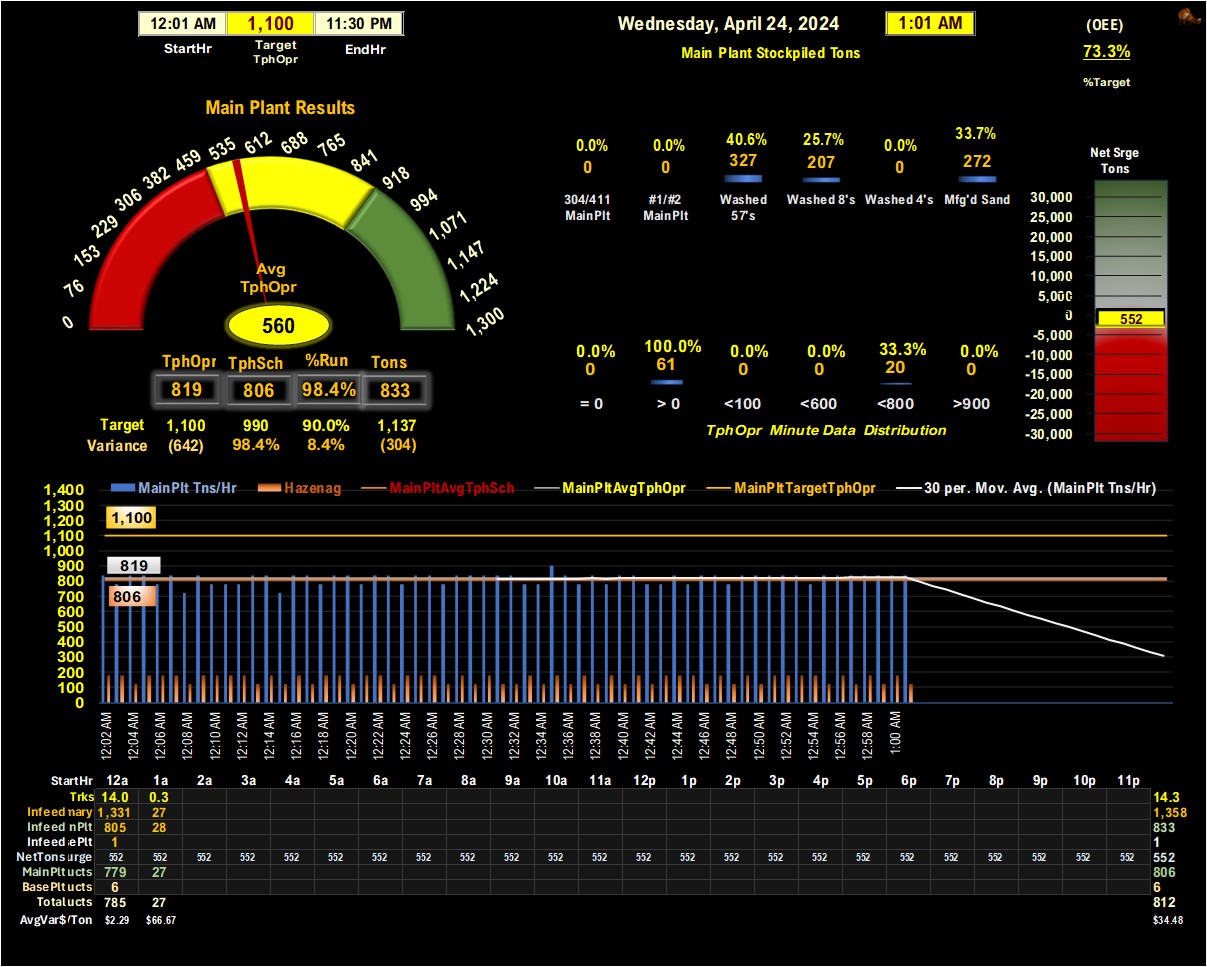 12:01 AM 1,100 11:30 PM
StartHr Target TphOpr EndHr
Wednesday, April 24, 2024 1:01 AM
Main Plant Stockpiled Tons
(OEE)
73.3%
%Target
Main Plant Results
0 76 153 229 306 382 459 535 612 688 765 841 918 994 1,071 1,147 1,224 1,300
Avg
TphOpr
560
TphOpr TphSch %Run Tons
819 806 98.4% 833
Target 1,100 990 90.0% 1,137
Variance (642) 98.4% 8.4% (304)
0.0% 0.0% 40.6% 25.7% 0.0% 33.7%
0 0 327 207 0 272
304/411 MainPlt #1/#2 MainPlt Washed 57's Washed 8's Washed 4's Mfg'd Sand
0.0% 100.0% 0.0% 0.0% 33.3% 0.0%
0 61 0 0 20 0
= 0 > 0 <100 <600 <800 >900
TphOpr Minute Data Distribution
Net Srge
Tons
30,000
25,000
20,000
15,000
10,000
5,000
0
552
-5,000
-10,000
-15,000
-20,000
-25,000
-30,000
MainPlt Tns/Hr Hazenag MainPltAvgTphSch MainPltAvgTphOpr MainPltTargetTphOpr 30 per. Mov. Avg. (MainPlt Tns/Hr)
1,400
1,300
1,200
1,100
1,000
900
800
700
600
500
400
300
200
100
0
1,100
819
806
12:02 AM 12:04 AM 12:06 AM 12:08 AM 12:10 AM 12:12 AM 12:14 AM 12:16 AM 12:18 AM 12:20 AM 12:22 AM 12:24 AM 12:26 AM 12:28 AM 12:30 AM 12:32 AM 12:34 AM 12:36 AM 12:38 AM 12:40 AM 12:42 AM 12:44 AM 12:46 AM 12:48 AM 12:50 AM 12:52 AM 12:54 AM 12:56 AM 12:58 AM 1:00 AM
StartHr 12a 1a 2a 3a 4a 5a 6a 7a 8a 9a 10a 11a 12p 1p 2p 3p 4p 5p 6p 7p 8p 9p 10p 11p
Trks 14.0 0.3 14.3
Infeed mary 1,331 27 1,358
Infeed nPlt 805 28 833
Infeed ePlt 1 1
NetTons urge 552 552 552 552 552 552 552 552 552 552 552 552 552 552 552 552 552 552 552 552 552 552 552 552 552
MainPlt ucts 779 27 806
BasePlt ucts 6 6
Total ucts 785 27 812
AvgVar$/Ton $2.29 $66.67 $34.48